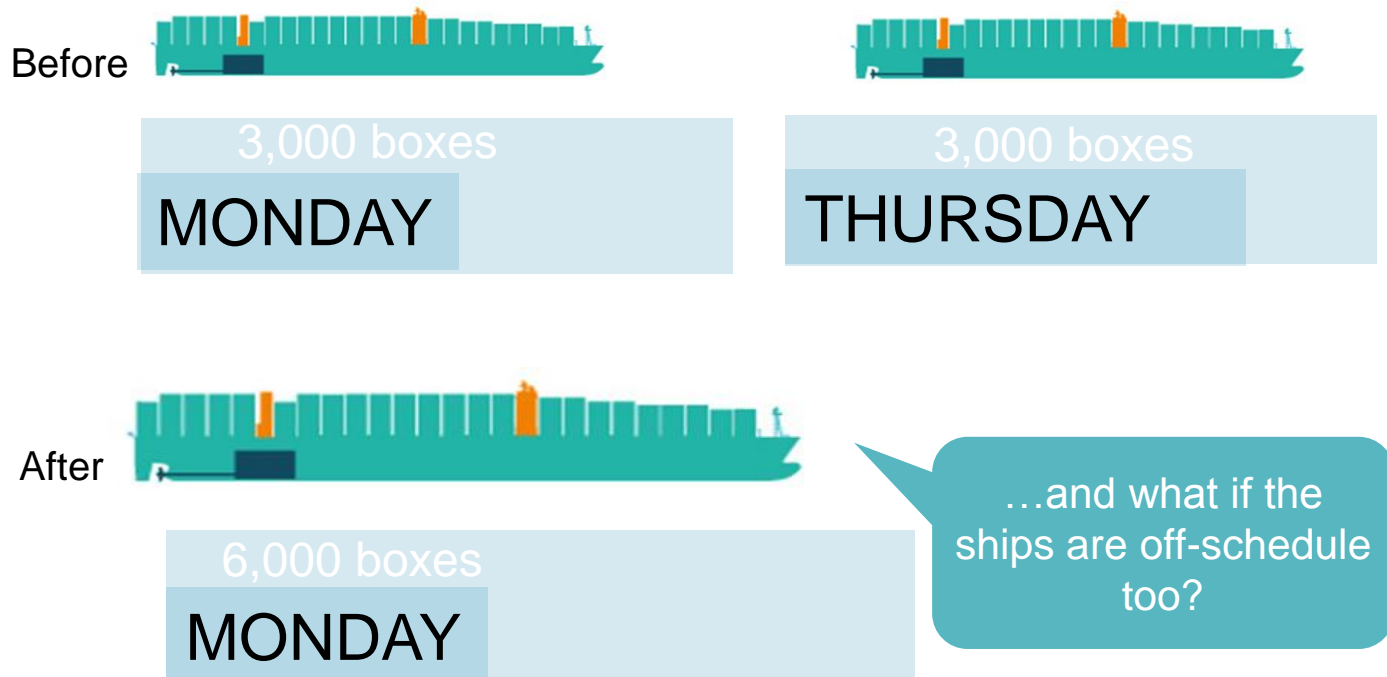 Before
3,000 boxes
MONDAY
3,000 boxes
THURSDAY
After
6,000 boxes
MONDAY
…and what if the
ships are off-schedule
too?